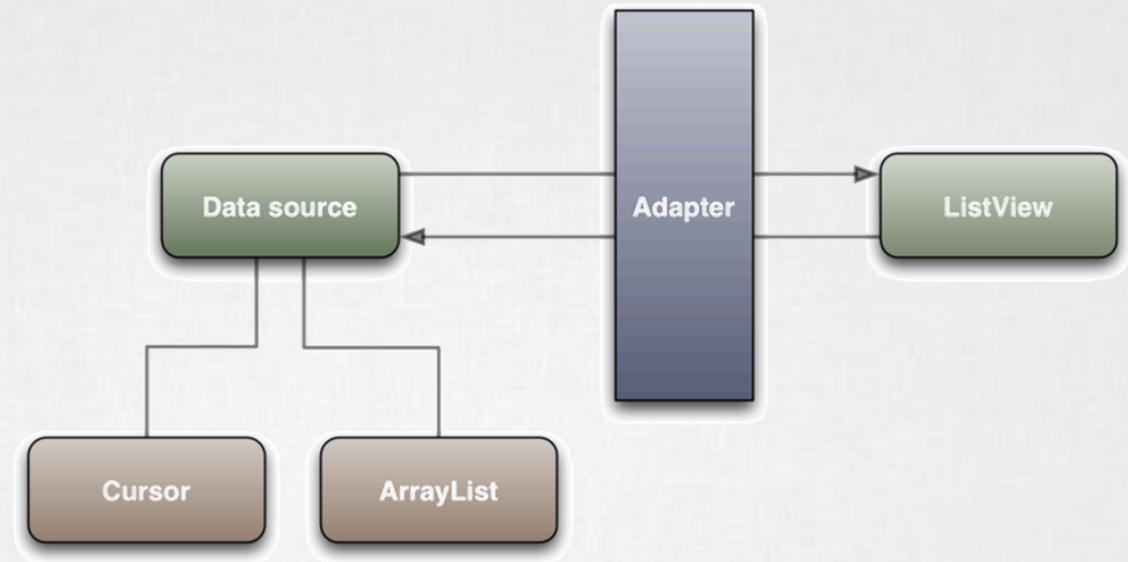 Data source
Adapter
ListView
Cursor
ArrayList